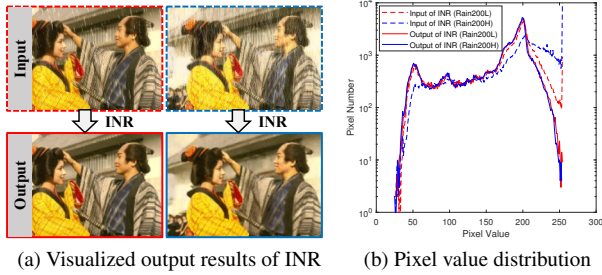 Input
INR
INR
Output
(a) Visualized output results of INR
Input of INR (Rain200L)
Input of INR (Rain200H)
Output of INR (Rain200L)
Output of INR (Rain200H)
Pixel Number
10^4
10^3
10^2
10^1
10^0
0 50 100 150 200 250 300
Pixel Value
(b) Pixel value distribution